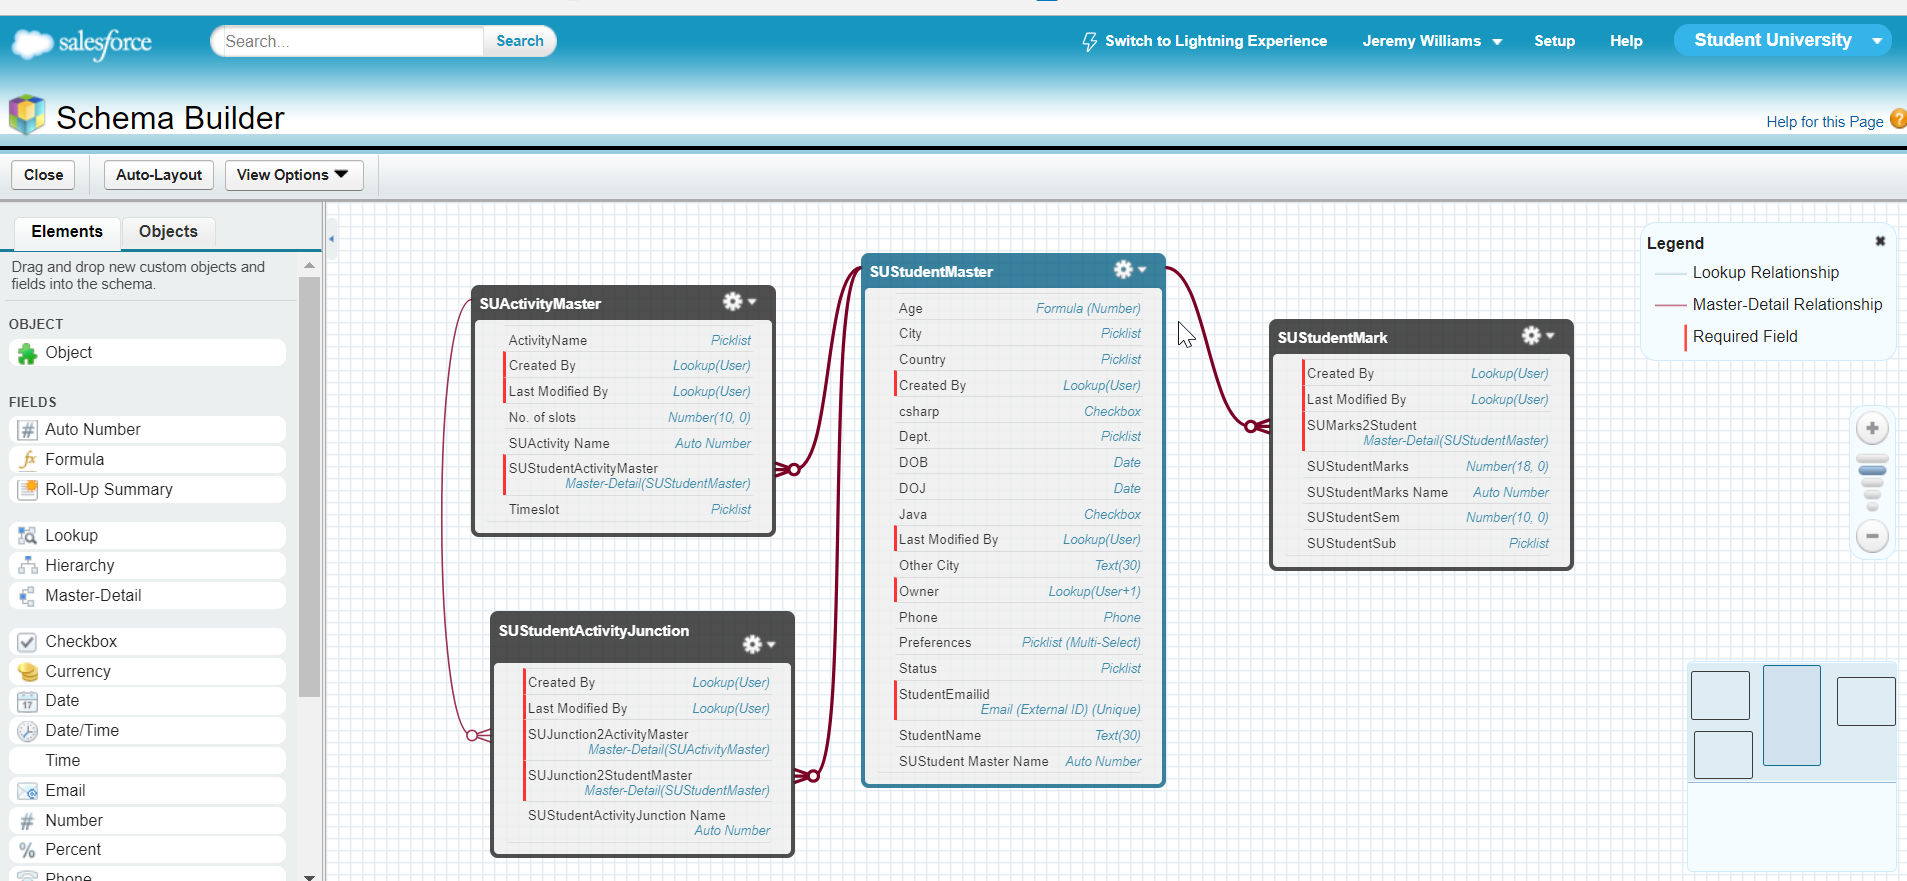 salesforce
Search...
Search
Switch to Lightning Experience
Jeremy Williams
Setup
Help
Student University
Schema Builder
Help for this Page
?
Close
Auto-Layout
View Options
Elements
Objects
Drag and drop new custom objects and
fields into the schema.
OBJECT
Object
FIELDS
Auto Number
Formula
Roll-Up Summary
Lookup
Hierarchy
Master-Detail
Checkbox
Currency
Date
Date/Time
Time
Email
Number
Percent
Phone
SUActivityMaster
ActivityName Picklist
Created By Lookup(User)
Last Modified By Lookup(User)
No. of slots Number(10, 0)
SUActivity Name Auto Number
SUStudentActivityMaster
Master-Detail(SUStudentMaster)
Timeslot Picklist
SUStudentActivityJunction
Created By Lookup(User)
Last Modified By Lookup(User)
SUJunction2ActivityMaster
Master-Detail(SUActivityMaster)
SUJunction2StudentMaster
Master-Detail(SUStudentMaster)
SUStudentActivityJunction Name
Auto Number
SUStudentMaster
Age Formula (Number)
City Picklist
Country Picklist
Created By Lookup(User)
csharp Checkbox
Dept. Picklist
DOB Date
DOJ Date
Java Checkbox
Last Modified By Lookup(User)
Other City Text(30)
Owner Lookup(User+1)
Phone Phone
Preferences Picklist (Multi-Select)
Status Picklist
StudentEmailid
Email (External ID) (Unique)
StudentName Text(30)
SUStudent Master Name Auto Number
SUStudentMark
Created By Lookup(User)
Last Modified By Lookup(User)
SUMarks2Student
Master-Detail(SUStudentMaster)
SUStudentMarks Number(18, 0)
SUStudentMarks Name Auto Number
SUStudentSem Number(10, 0)
SUStudentSub Picklist
Legend
Lookup Relationship
Master-Detail Relationship
Required Field